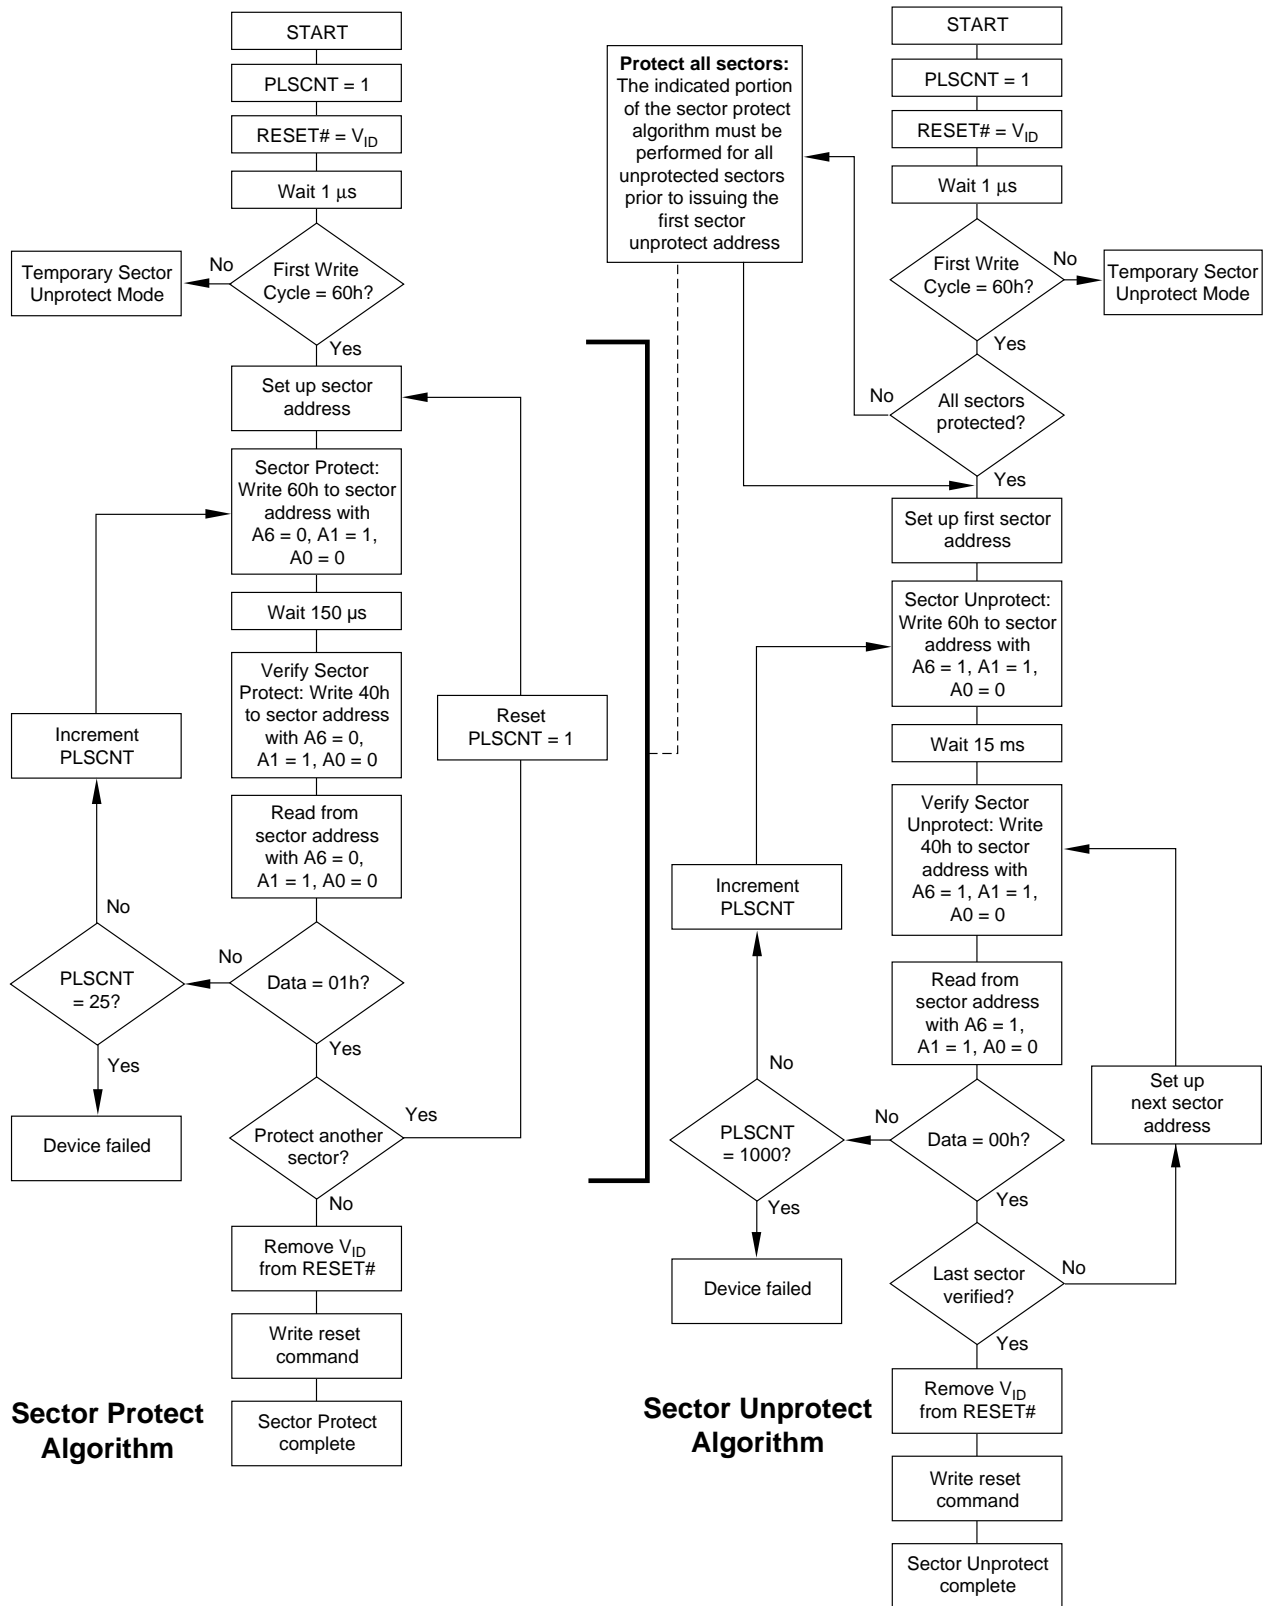 START
PLSCNT = 1
RESET# = VID
Wait 1 μs
First Write
Cycle = 60h?
No
Temporary Sector
Unprotect Mode
Yes
Set up sector
address
Sector Protect:
Write 60h to sector
address with
A6 = 0, A1 = 1,
A0 = 0
Wait 150 µs
Verify Sector
Protect: Write 40h
to sector address
with A6 = 0,
A1 = 1, A0 = 0
Increment
PLSCNT
Reset
PLSCNT = 1
Read from
sector address
with A6 = 0,
A1 = 1, A0 = 0
No
PLSCNT
= 25?
No
Data = 01h?
Yes
Yes
Device failed
Protect another
sector?
Yes
No
Remove VID
from RESET#
Write reset
command
Sector Protect
complete
Sector Protect
Algorithm
Protect all sectors:
The indicated portion
of the sector protect
algorithm must be
performed for all
unprotected sectors
prior to issuing the
first sector
unprotect address
START
PLSCNT = 1
RESET# = VID
Wait 1 μs
First Write
Cycle = 60h?
No
Temporary Sector
Unprotect Mode
Yes
No
All sectors
protected?
Yes
Set up first sector
address
Sector Unprotect:
Write 60h to sector
address with
A6 = 1, A1 = 1,
A0 = 0
Wait 15 ms
Verify Sector
Unprotect: Write
40h to sector
address with
A6 = 1, A1 = 1,
A0 = 0
Increment
PLSCNT
Read from
sector address
with A6 = 1,
A1 = 1, A0 = 0
No
Set up
next sector
address
PLSCNT
= 1000?
No
Data = 00h?
Yes
Yes
Device failed
Last sector
verified?
No
Yes
Remove VID
from RESET#
Write reset
command
Sector Unprotect
complete
Sector Unprotect
Algorithm